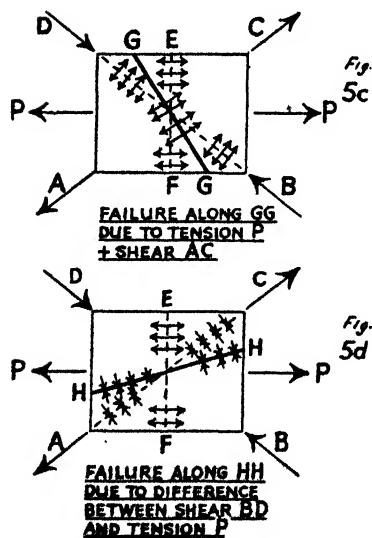 D G E C
Fig. 5c
P P
A F G B
FAILURE ALONG GG
DUE TO TENSION P
+ SHEAR AC
D E C
Fig. 5d
P H H P
A F B
FAILURE ALONG HH
DUE TO DIFFERENCE
BETWEEN SHEAR BD
AND TENSION P